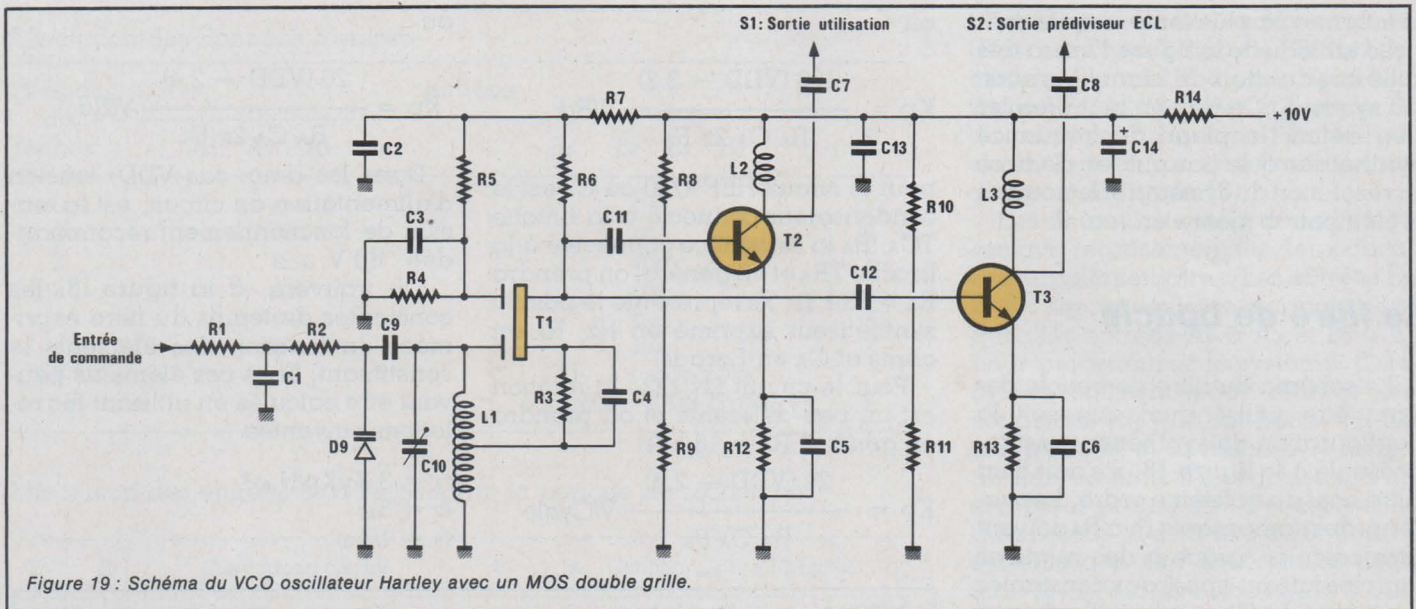 S1: Sortie utilisation
S2: Sortie prédiviseur ECL
C7
C8
R7
R14
+10V
C2
L2
C13
C14
R5
R6
R8
L3
C3
C11
R10
T2
R4
C12
T3
Entrée
de commande
R1
R2
C9
T1
C1
R3
C4
L1
D9
C10
R9
R12
C5
R11
R13
C6
Figure 19 : Schéma du VCO oscillateur Hartley avec un MOS double grille.